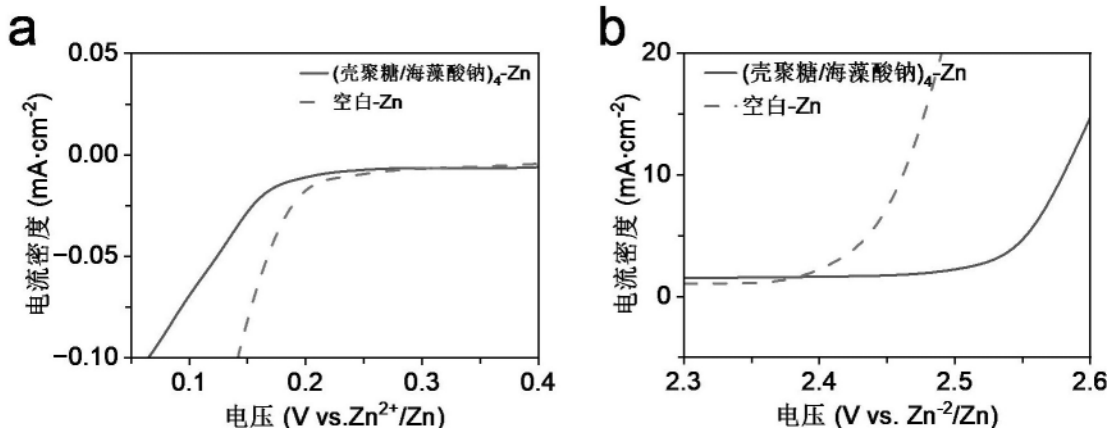 a
0.05
0.00
−0.05
−0.10
电流密度 (mA·cm⁻²)
(壳聚糖/海藻酸钠)₄-Zn
空白-Zn
0.1 0.2 0.3 0.4
电压 (V vs.Zn²⁺/Zn)
b
20
10
0
电流密度 (mA·cm⁻²)
(壳聚糖/海藻酸钠)₄-Zn
空白-Zn
2.3 2.4 2.5 2.6
电压 (V vs. Zn⁻²/Zn)